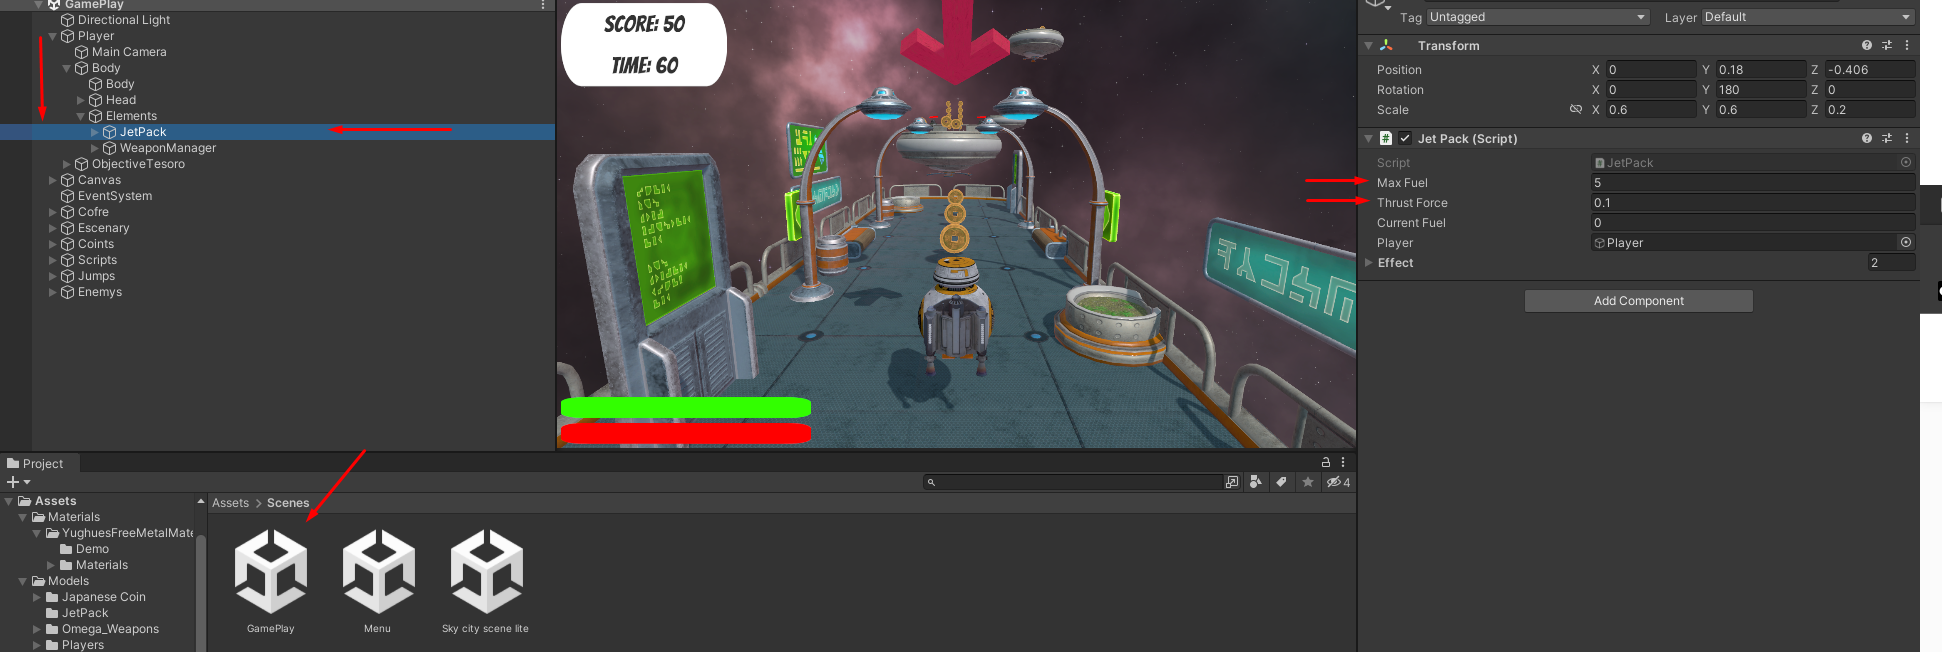 GamePlay
Directional Light
Player
Main Camera
Body
Body
Head
Elements
JetPack
WeaponManager
ObjectiveTesoro
Canvas
EventSystem
Cofre
Escenary
Coints
Scripts
Jumps
Enemys
SCORE: 50
TIME: 60
Tag Untagged Layer Default
Transform
Position X 0 Y 0.18 Z -0.406
Rotation X 0 Y 180 Z 0
Scale X 0.6 Y 0.6 Z 0.2
# Jet Pack (Script)
Script JetPack
Max Fuel 5
Thrust Force 0.1
Current Fuel 0
Player Player
Effect 2
Add Component
Project
4
Assets
Materials
YughuesFreeMetalMate
Demo
Materials
Models
Japanese Coin
JetPack
Omega_Weapons
Players
Assets > Scenes
GamePlay
Menu
Sky city scene lite